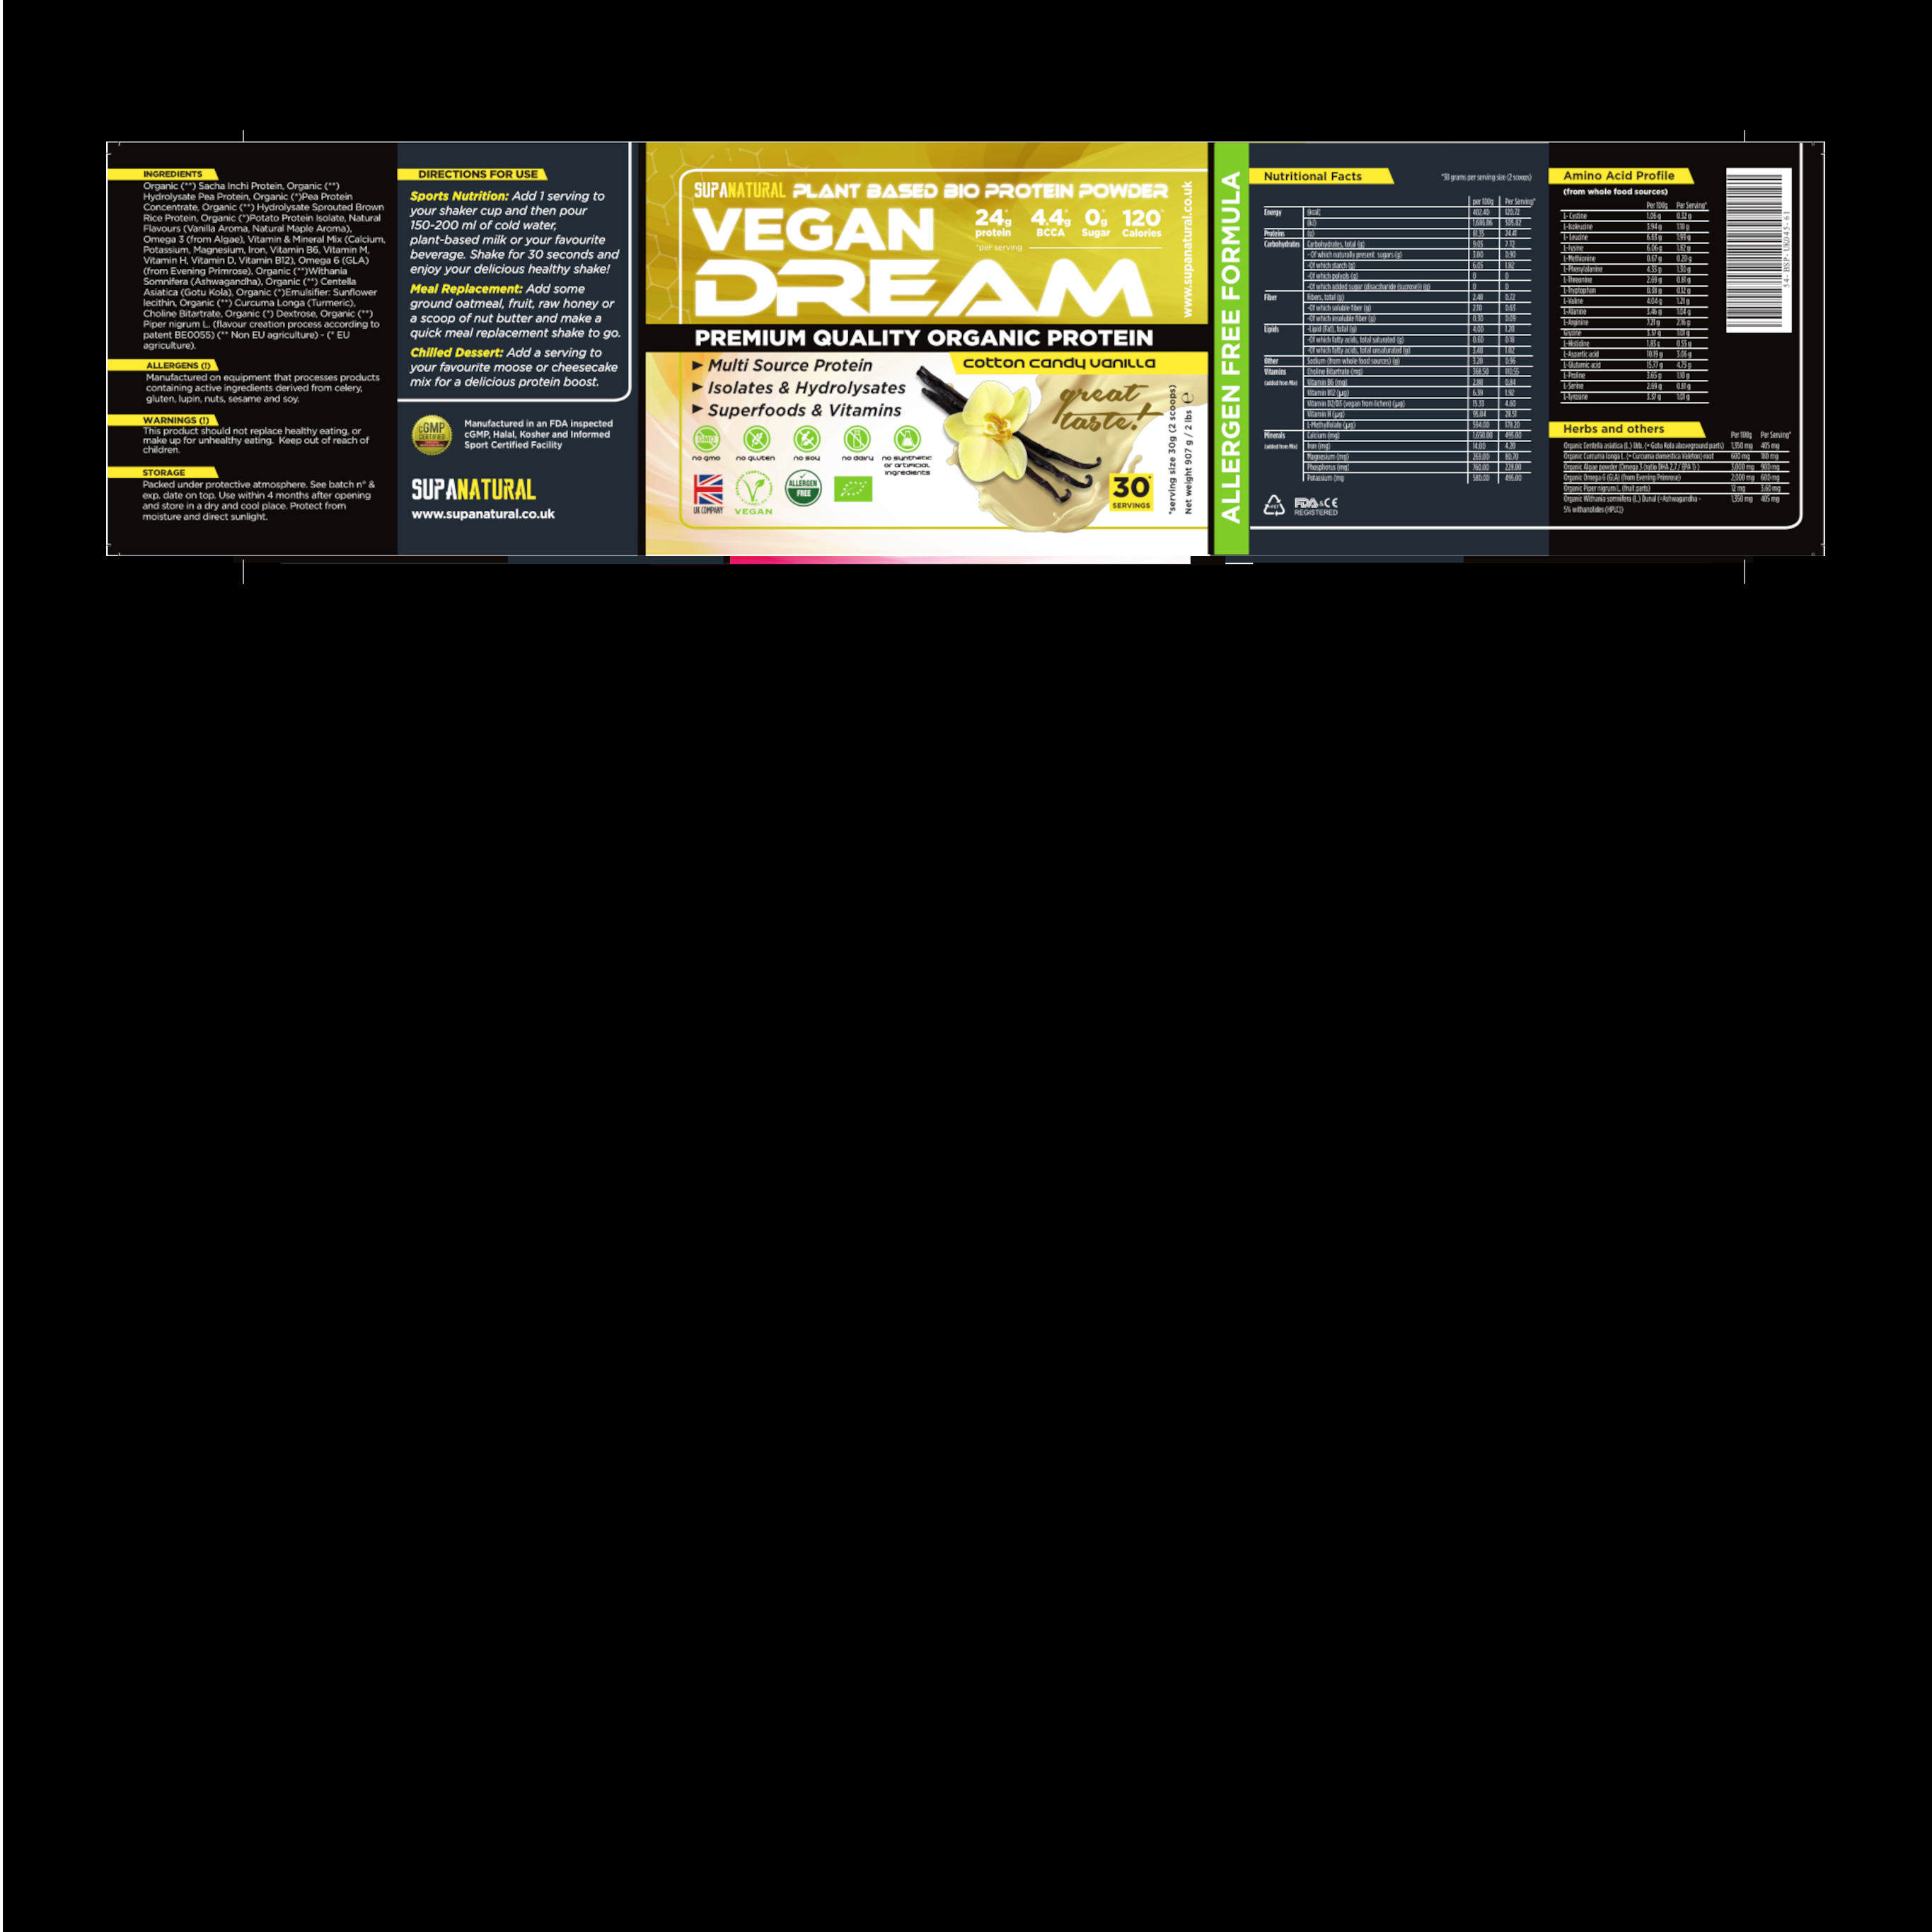 INGREDIENTS
Organic (**) Sacha Inchi Protein, Organic (**)
Hydrolysate Pea Protein, Organic (*)Pea Protein
Concentrate, Organic (**) Hydrolysate Sprouted Brown
Rice Protein, Organic (*)Potato Protein Isolate, Natural
Flavours (Vanilla Aroma, Natural Maple Aroma),
Omega 3 (from Algae), Vitamin & Mineral Mix (Calcium,
Potassium, Magnesium, Iron, Vitamin B6, Vitamin M,
Vitamin H, Vitamin D, Vitamin B12), Omega 6 (GLA)
(from Evening Primrose), Organic (**)Withania
Somnifera (Ashwagandha), Organic (**) Centella
Asiatica (Gotu Kola), Organic (*)Emulsifier: Sunflower
lecithin, Organic (**) Curcuma Longa (Turmeric),
Choline Bitartrate, Organic (*) Dextrose, Organic (**)
Piper nigrum L. (flavour creation process according to
patent BE0055) (** Non EU agriculture) - (* EU
agriculture).
ALLERGENS (!)
Manufactured on equipment that processes products
containing active ingredients derived from celery,
gluten, lupin, nuts, sesame and soy.
WARNINGS (!)
This product should not replace healthy eating, or
make up for unhealthy eating. Keep out of reach of
children.
STORAGE
Packed under protective atmosphere. See batch n° &
exp. date on top. Use within 4 months after opening
and store in a dry and cool place. Protect from
moisture and direct sunlight.
DIRECTIONS FOR USE
Sports Nutrition: Add 1 serving to
your shaker cup and then pour
150-200 ml of cold water,
plant-based milk or your favourite
beverage. Shake for 30 seconds and
enjoy your delicious healthy shake!
Meal Replacement: Add some
ground oatmeal, fruit, raw honey or
a scoop of nut butter and make a
quick meal replacement shake to go.
Chilled Dessert: Add a serving to
your favourite moose or cheesecake
mix for a delicious protein boost.
cGMP
CERTIFIED
Manufactured in an FDA inspected
cGMP, Halal, Kosher and Informed
Sport Certified Facility
SUPANATURAL
www.supanatural.co.uk
SUPANATURAL PLANT BASED BIO PROTEIN POWDER
VEGAN
DREAM
24g* 4.4g* 0g* 120*
protein BCCA Sugar Calories
*per serving
www.supanatural.co.uk
PREMIUM QUALITY ORGANIC PROTEIN
cotton candy vanilla
► Multi Source Protein
► Isolates & Hydrolysates
► Superfoods & Vitamins
great
taste!
GMO
no gmo
no gluten
no soy
no dairy
no synthetic
or artificial
ingredients
UK COMPANY
VEGAN
ALLERGEN
FREE
30*
SERVINGS
*serving size 30g (2 scoops)
Net weight 907 g / 2 lbs ℮
ALLERGEN FREE FORMULA
Nutritional Facts
*30 grams per serving size (2 scoops)
per 100g Per Serving*
Energy (kcal) 402.40 120.72
(kJ) 1,686.06 505.82
Proteins (g) 81.35 24.41
Carbohydrates Carbohydrates, total (g) 9.05 2.72
- Of which naturally present sugars (g) 3.00 0.90
-Of which starch (g) 6.05 1.82
-Of which polyols (g) 0 0
-Of which added sugar (disaccharide (sucrose)) (g) 0 0
Fiber Fibers, total (g) 2.40 0.72
-Of which soluble fiber (g) 2.10 0.63
-Of which insoluble fiber (g) 0.30 0.09
Lipids -Lipid (Fat), total (g) 4.00 1.20
-Of which fatty acids, total saturated (g) 0.60 0.18
-Of which fatty acids, total unsaturated (g) 3.40 1.02
Other Sodium (from whole food sources) (g) 3.20 0.96
Vitamins Choline Bitartrate (mg) 368.50 110.55
(added from Mix) Vitamin B6 (mg) 2.80 0.84
Vitamin B12 (µg) 6.39 1.92
Vitamin D2/D3 (vegan from lichen) (µg) 15.33 4.60
Vitamin H (µg) 95.04 28.51
L-Methylfolate (µg) 594.00 178.20
Minerals Calcium (mg) 1,650.00 495.00
(added from Mix) Iron (mg) 14.00 4.20
Magnesium (mg) 269.00 80.70
Phosphorus (mg) 760.00 228.00
Potassium (mg 580.00 495.00
FDA & CE
REGISTERED
Amino Acid Profile
(from whole food sources)
Per 100g Per Serving*
L- Cystine 1.06 g 0.32 g
L-Isoleucine 3.94 g 1.18 g
L- Leucine 6.63 g 1.99 g
L-lysine 6.06 g 1.82 g
L-Methionine 0.67 g 0.20 g
L-Phenylalanine 4.33 g 1.30 g
L-Threonine 2.69 g 0.81 g
L-Tryptophan 0.38 g 0.12 g
L-Valine 4.04 g 1.21 g
L-Alanine 3.46 g 1.04 g
L-Arginine 7.21 g 2.16 g
Glycine 3.37 g 1.01 g
L-Histidine 1.83 g 0.55 g
L-Aspartic acid 10.19 g 3.06 g
L-Glutamic acid 15.77 g 4.73 g
L-Proline 3.65 g 1.10 g
L-Serine 2.69 g 0.81 g
L-Tyrosine 3.37 g 1.01 g
54- BSP- UK045- 61
Herbs and others
Per 100g Per Serving*
Organic Centella asiatica (L.) Urb. (= Gotu Kola aboveground parts) 1,350 mg 405 mg
Organic Curcuma longa L. (= Curcuma domestica Valeton) root 600 mg 180 mg
Organic Algae powder (Omega 3 (ratio DHA 2,7 / EPA 1) ) 3,000 mg 900 mg
Organic Omega 6 (GLA) (from Evening Primrose) 2,000 mg 600 mg
Organic Piper nigrum L. (fruit parts) 12 mg 3.60 mg
Organic Withania somnifera (L.) Dunal (=Ashwagandha - 1,350 mg 405 mg
5% withanolides (HPLC))